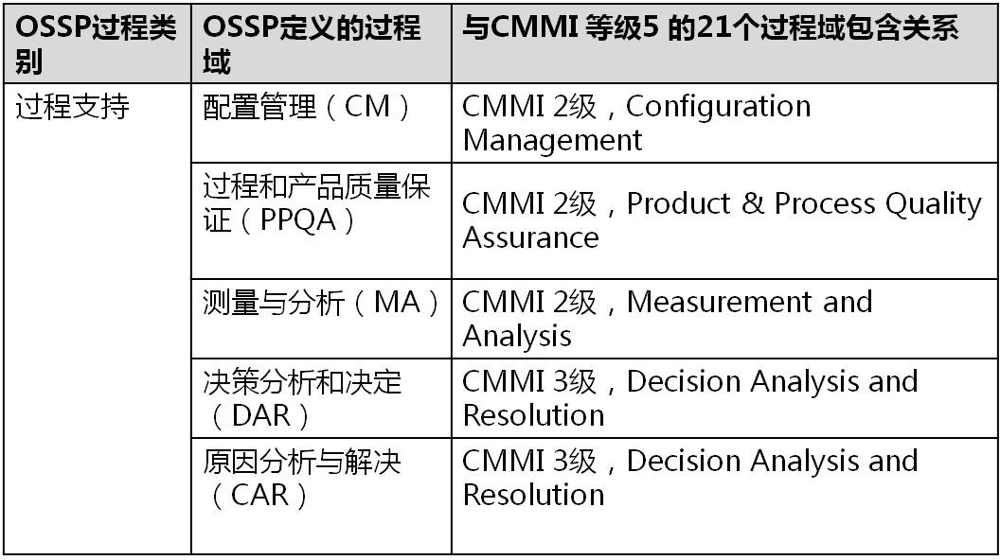 OSSP过程类
别
OSSP定义的过程
域
与CMMI 等级5 的21个过程域包含关系
过程支持
配置管理（CM）
CMMI 2级，Configuration
Management
过程和产品质量保
证（PPQA）
CMMI 2级，Product & Process Quality
Assurance
测量与分析（MA）
CMMI 2级，Measurement and
Analysis
决策分析和决定
（DAR）
CMMI 3级，Decision Analysis and
Resolution
原因分析与解决
（CAR）
CMMI 3级，Decision Analysis and
Resolution